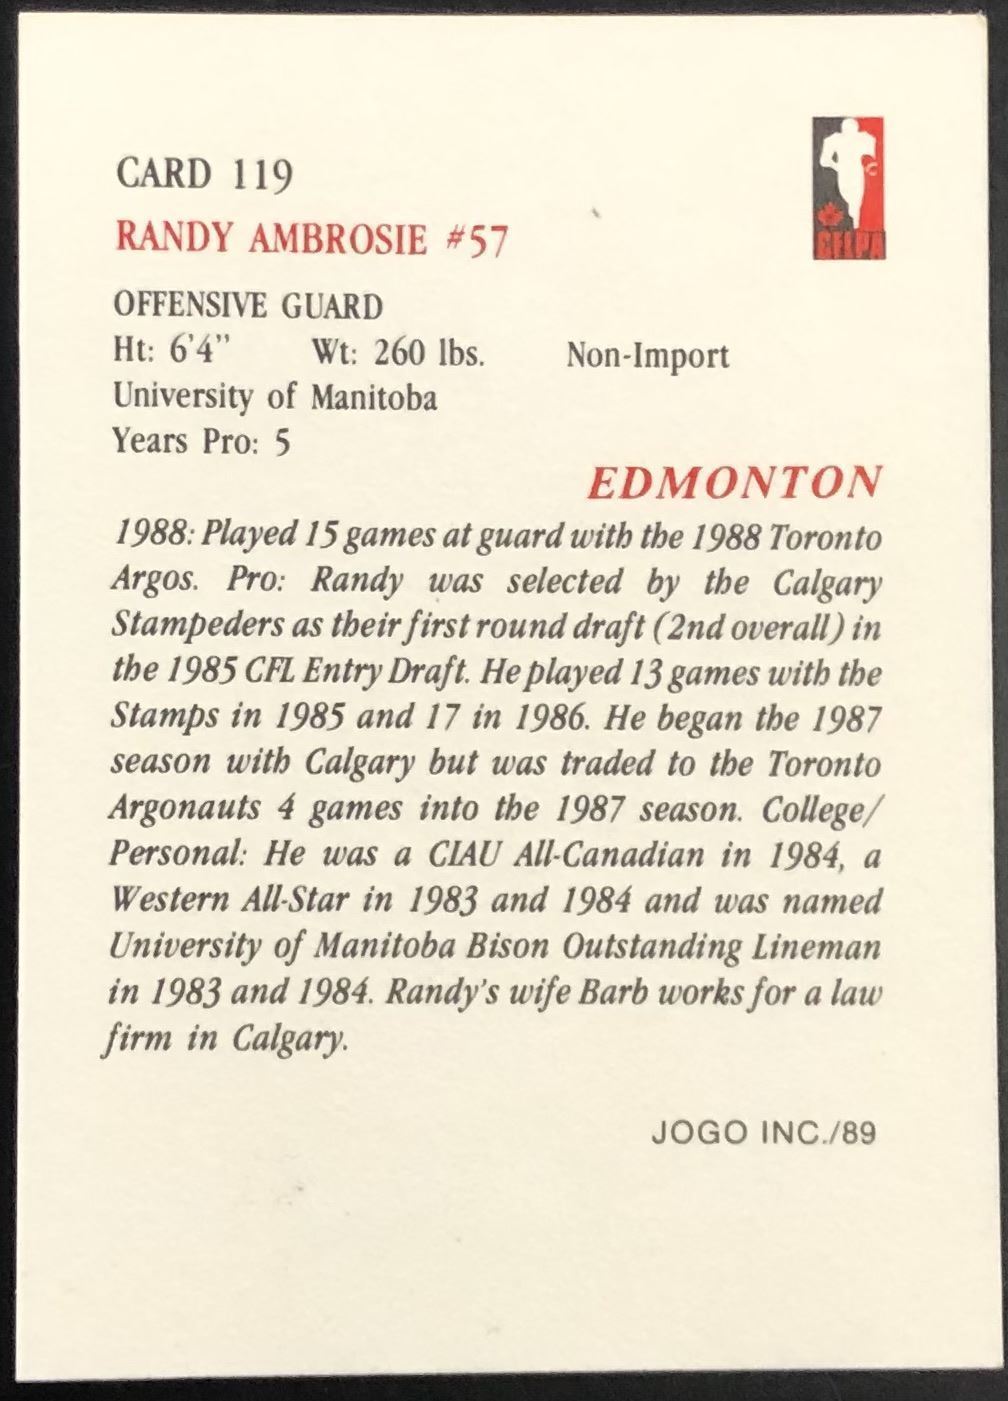 CARD 119
RANDY AMBROSIE #57
OFFENSIVE GUARD
Ht: 6'4" Wt: 260 lbs. Non-Import
University of Manitoba
Years Pro: 5
EDMONTON
1988: Played 15 games at guard with the 1988 Toronto
Argos. Pro: Randy was selected by the Calgary
Stampeders as their first round draft (2nd overall) in
the 1985 CFL Entry Draft. He played 13 games with the
Stamps in 1985 and 17 in 1986. He began the 1987
season with Calgary but was traded to the Toronto
Argonauts 4 games into the 1987 season. College/
Personal: He was a CIAU All-Canadian in 1984, a
Western All-Star in 1983 and 1984 and was named
University of Manitoba Bison Outstanding Lineman
in 1983 and 1984. Randy's wife Barb works for a law
firm in Calgary.
JOGO INC./89
CFLPA